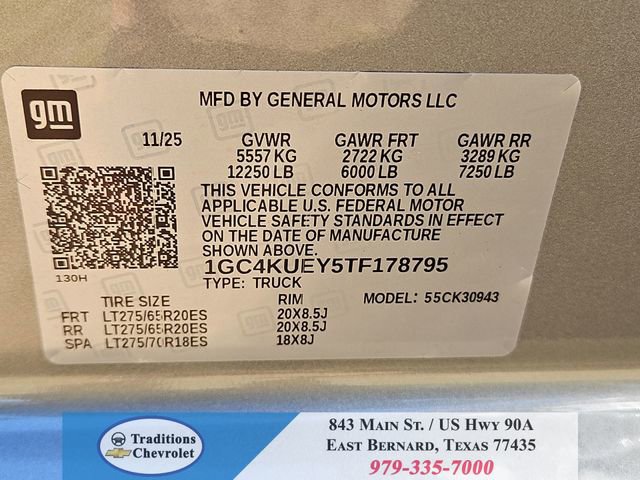 gm
MFD BY GENERAL MOTORS LLC
11/25 GVWR GAWR FRT GAWR RR
5557 KG 2722 KG 3289 KG
12250 LB 6000 LB 7250 LB
THIS VEHICLE CONFORMS TO ALL
APPLICABLE U.S. FEDERAL MOTOR
VEHICLE SAFETY STANDARDS IN EFFECT
ON THE DATE OF MANUFACTURE
SHOWN ABOVE.
130H
1GC4KUEY5TF178795
TYPE: TRUCK MODEL: 55CK30943
TIRE SIZE RIM
FRT LT275/65R20ES 20X8.5J
RR LT275/65R20ES 20X8.5J
SPA LT275/70R18ES 18X8J
Traditions
Chevrolet
843 Main St. / US Hwy 90A
East Bernard, Texas 77435
979-335-7000